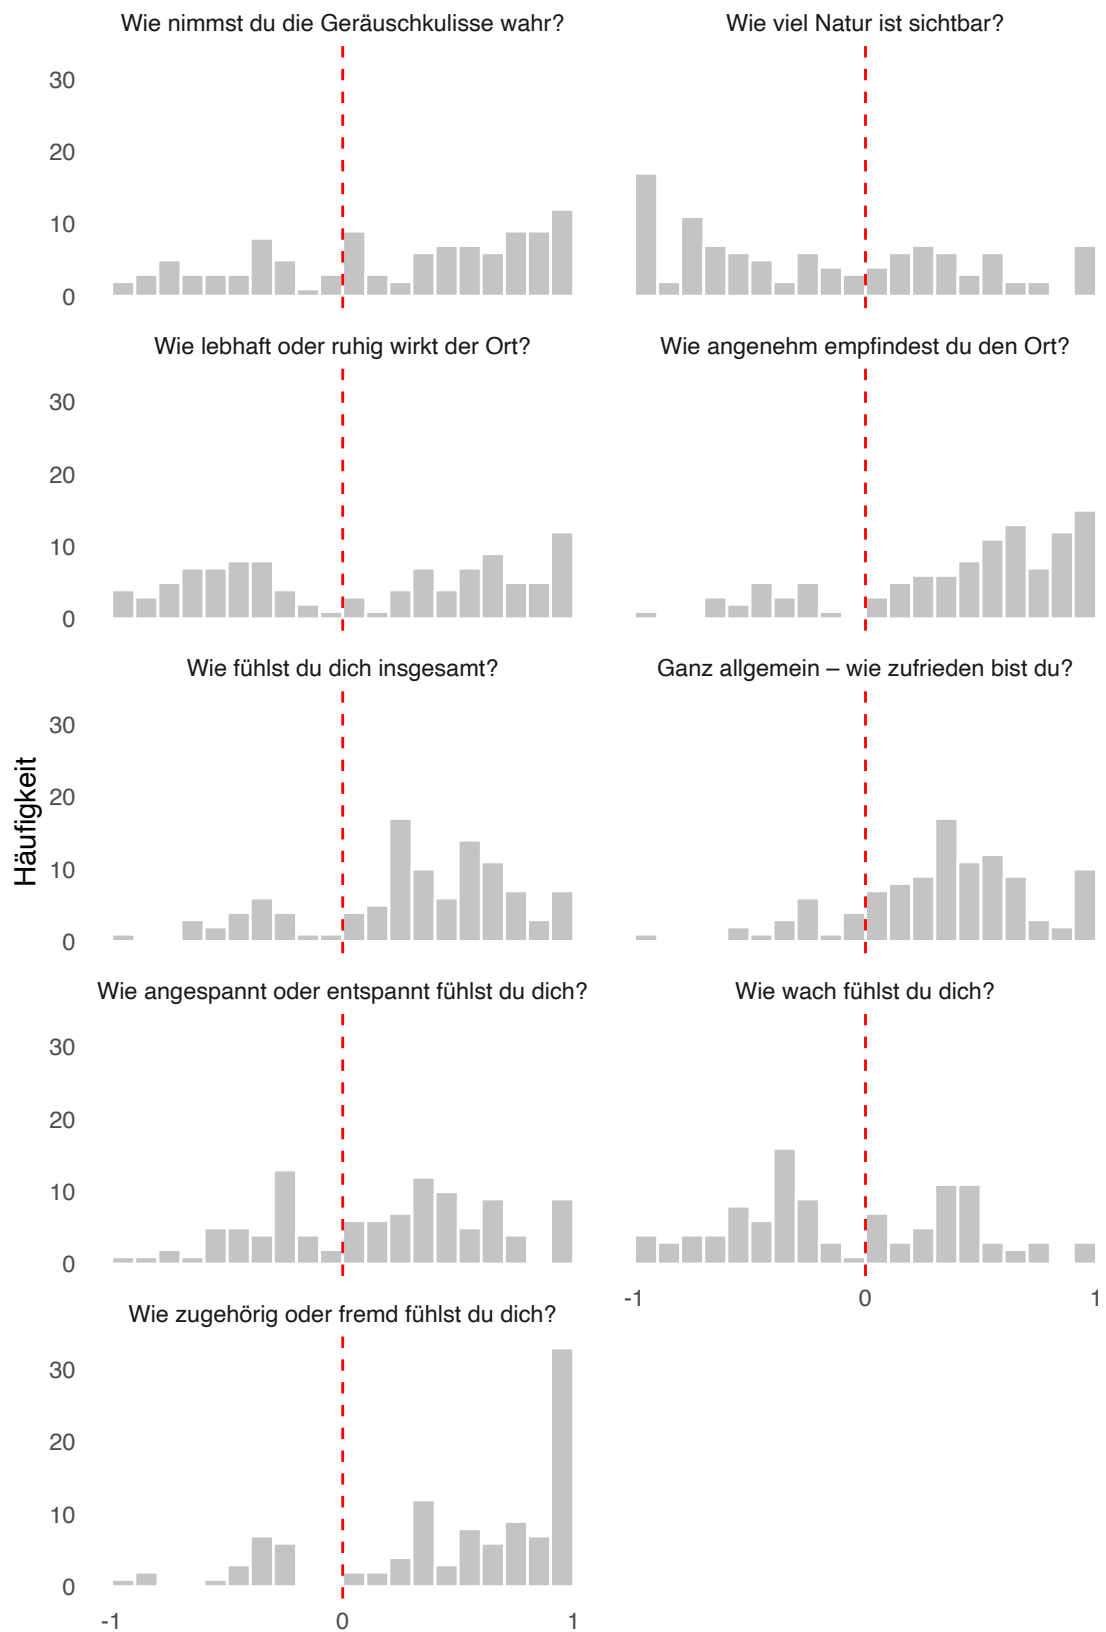 Wie nimmst du die Geräuschkulisse wahr?
Wie viel Natur ist sichtbar?
30
20
10
0
Wie lebhaft oder ruhig wirkt der Ort?
Wie angenehm empfindest du den Ort?
30
20
10
0
Wie fühlst du dich insgesamt?
Ganz allgemein – wie zufrieden bist du?
Häufigkeit
30
20
10
0
Wie angespannt oder entspannt fühlst du dich?
Wie wach fühlst du dich?
30
20
10
0
-1
0
1
Wie zugehörig oder fremd fühlst du dich?
30
20
10
0
-1
0
1